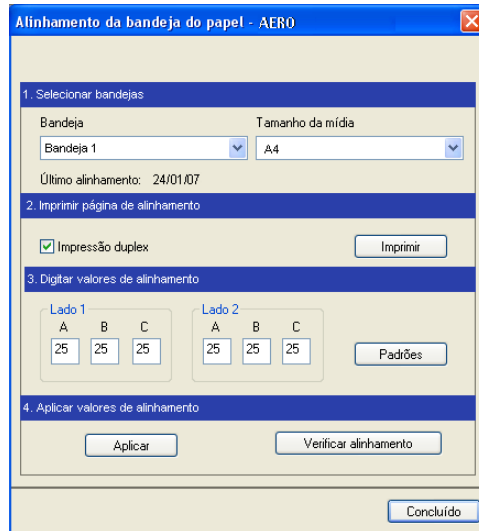 Alinhamento da bandeja do papel - AERO
1. Selecionar bandejas
Bandeja Tamanho da mídia
Bandeja 1 A4
Último alinhamento: 24/01/07
2. Imprimir página de alinhamento
Impressão duplex Imprimir
3. Digitar valores de alinhamento
Lado 1 Lado 2
A B C A B C
25 25 25 25 25 25
Padrões
4. Aplicar valores de alinhamento
Aplicar Verificar alinhamento
Concluído